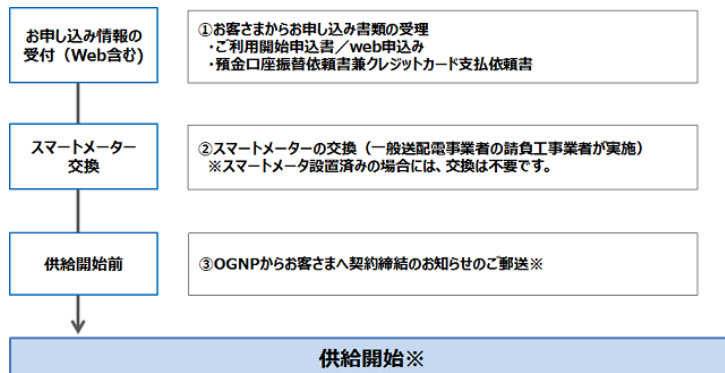 お申し込み情報の
受付（Web含む）
①お客さまからお申し込み書類の受理
・ご利用開始申込書／web申込み
・預金口座振替依頼書兼クレジットカード支払依頼書
スマートメーター
交換
②スマートメーターの交換（一般送配電事業者の請負工事業者が実施）
※スマートメータ設置済みの場合には、交換は不要です。
供給開始前
③OGNPからお客さまへ契約締結のお知らせのご郵送※
供給開始※